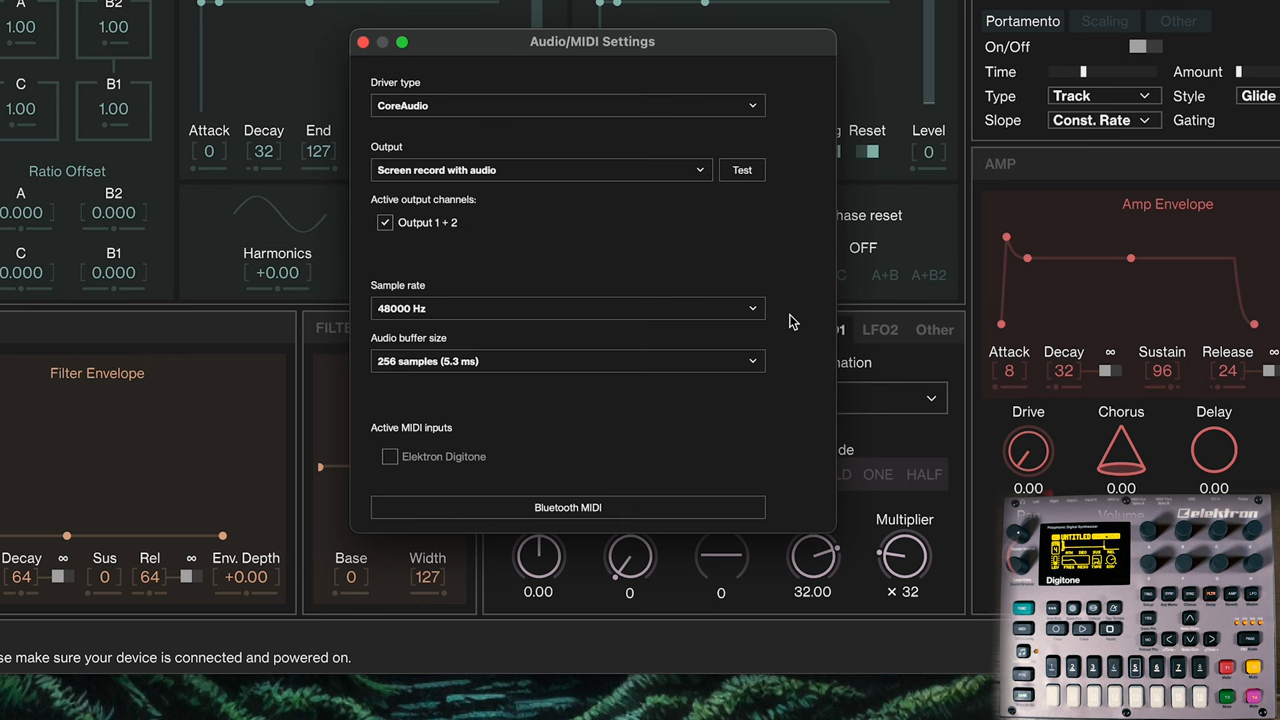 Audio/MIDI Settings
Driver type
CoreAudio
Output
Screen record with audio
Test
Active output channels:
Output 1 + 2
Sample rate
48000 Hz
Audio buffer size
256 samples (5.3 ms)
Active MIDI inputs
Elektron Digitone
Bluetooth MIDI
A B2
1.00 1.00
C B1
1.00 1.00
Ratio Offset
A B2
0.000 0.000
C B1
0.000 0.000
Attack Decay End
0 32 127
Harmonics
+0.00
Reset Level
0
hase reset
OFF
A+B A+B2
Portamento Scaling Other
On/Off
Time Amount
Type Track Style Glide
Slope Const. Rate Gating
AMP
Amp Envelope
Attack Decay ∞ Sustain Release ∞
8 32 96 24
Drive Chorus Delay
0.00 0.00 0.00
Filter Envelope
Decay ∞ Sus Rel ∞ Env. Depth
64 0 64 +0.00
FILTE
Base Width
0 127
LFO2 Other
nation
de
LD ONE HALF
Multiplier
0.00 0 0 32.00 × 32
se make sure your device is connected and powered on.
elektron
UNTITLED
Digitone